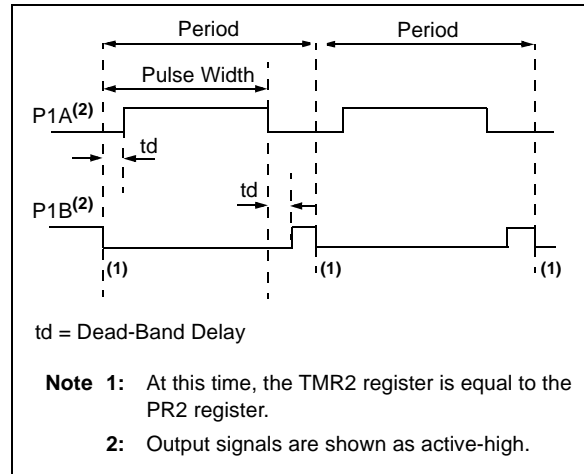 Period Period
Pulse Width
P1A(2)
td
td
P1B(2)
(1) (1) (1)
td = Dead-Band Delay
Note 1: At this time, the TMR2 register is equal to the
PR2 register.
2: Output signals are shown as active-high.